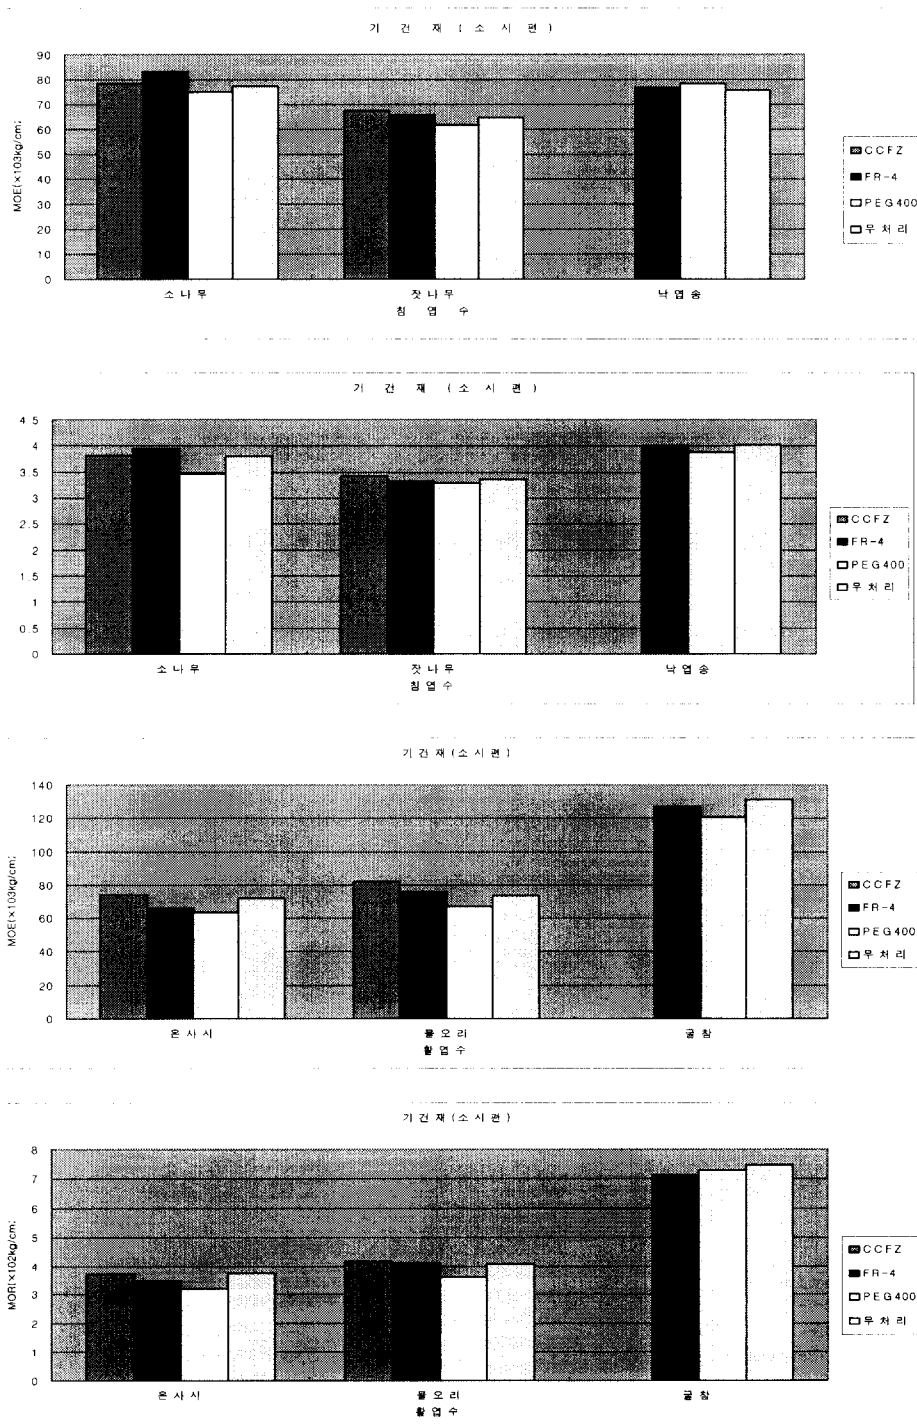 기 건 재 ( 소 시 편 )
90
80
70
60
50
40
30
20
10
0
MOE(×103kg/cm;
소 나 무
잣 나 무
낙 엽 송
침 엽 수
CCFZ
FR-4
PEG400
무 처 리
기 건 재 ( 소 시 편 )
4 5
4
3.5
3
2.5
2
1.5
1
0.5
0
소 나 무
잣 나 무
낙 엽 송
침 엽 수
CCFZ
FR-4
PEG400
무 처 리
기 건 재 (소 시 편 )
140
120
100
80
60
40
20
0
MOE(×103kg/cm;
은 사 시
물 오 리
굴 참
활 엽 수
CCFZ
FR-4
PEG400
무 처 리
기 건 재 (소 시 편 )
8
7
6
5
4
3
2
1
0
MOR(×102kg/cm;
은 사 시
물 오 리
굴 참
활 엽 수
CCFZ
FR-4
PEG400
무 처 리